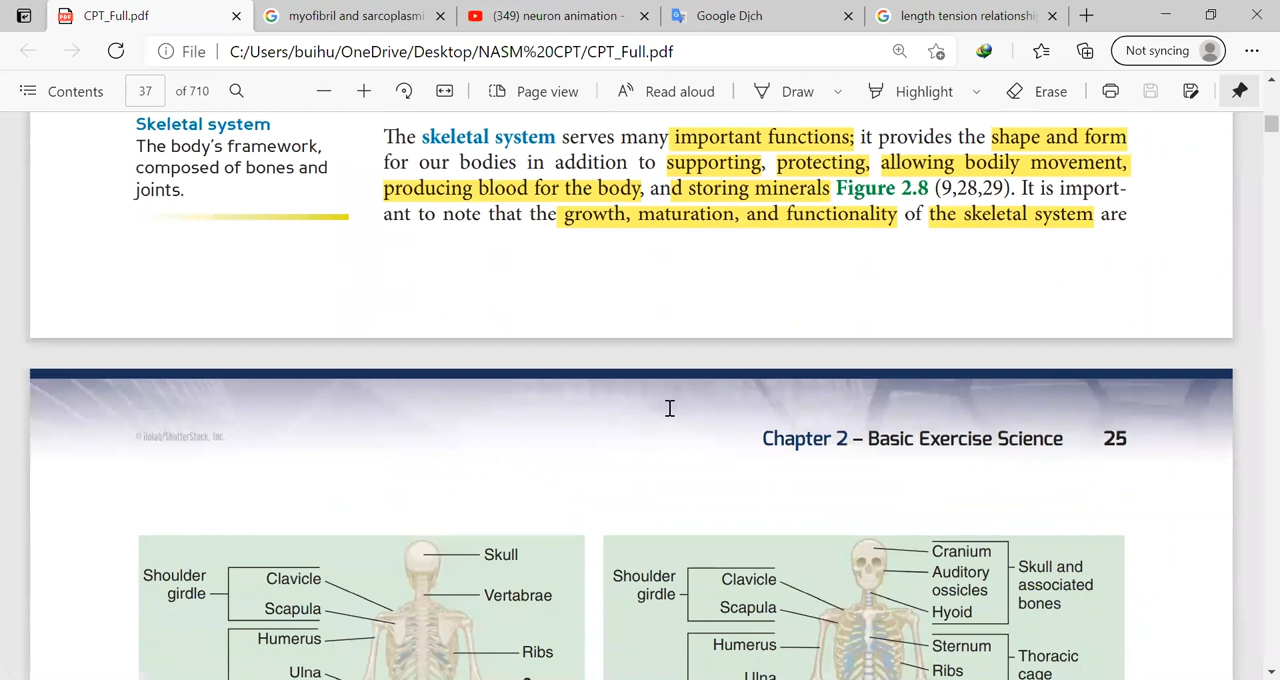 CPT_Full.pdf
myofibril and sarcoplasmi
(349) neuron animation -
Google Dịch
length tension relationshi
File
C:/Users/buihu/OneDrive/Desktop/NASM%20CPT/CPT_Full.pdf
Not syncing
Contents
37
of 710
Page view
Read aloud
Draw
Highlight
Erase
Skeletal system
The body's framework,
composed of bones and
joints.
The skeletal system serves many important functions; it provides the shape and form
for our bodies in addition to supporting, protecting, allowing bodily movement,
producing blood for the body, and storing minerals Figure 2.8 (9,28,29). It is import-
ant to note that the growth, maturation, and functionality of the skeletal system are
© ilolab/ShutterStock, Inc.
Chapter 2 – Basic Exercise Science 25
Skull
Shoulder
girdle
Clavicle
Scapula
Vertabrae
Humerus
Ribs
Ulna
Shoulder
girdle
Clavicle
Scapula
Humerus
Ulna
Cranium
Auditory
ossicles
Hyoid
Skull and
associated
bones
Sternum
Ribs
Thoracic
cage